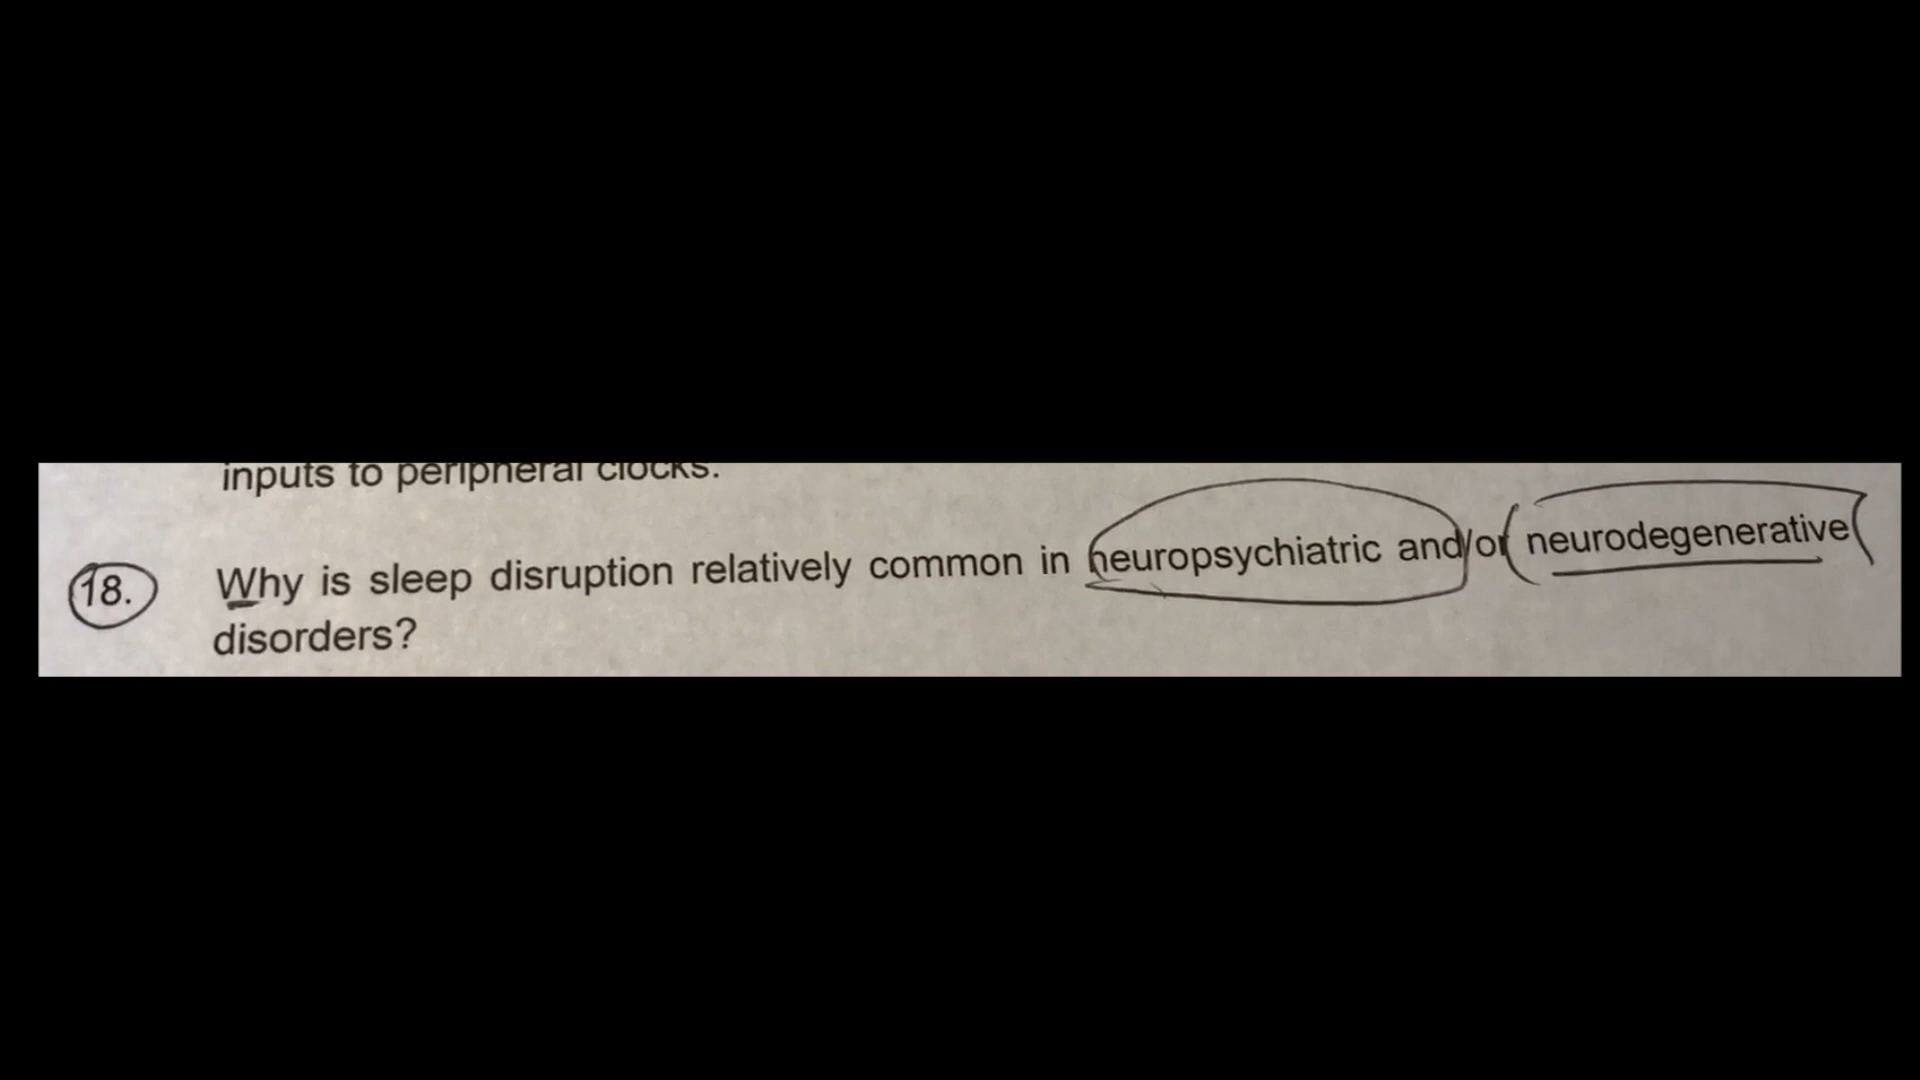 inputs to peripheral clocks.
18. Why is sleep disruption relatively common in neuropsychiatric and/or neurodegenerative
disorders?